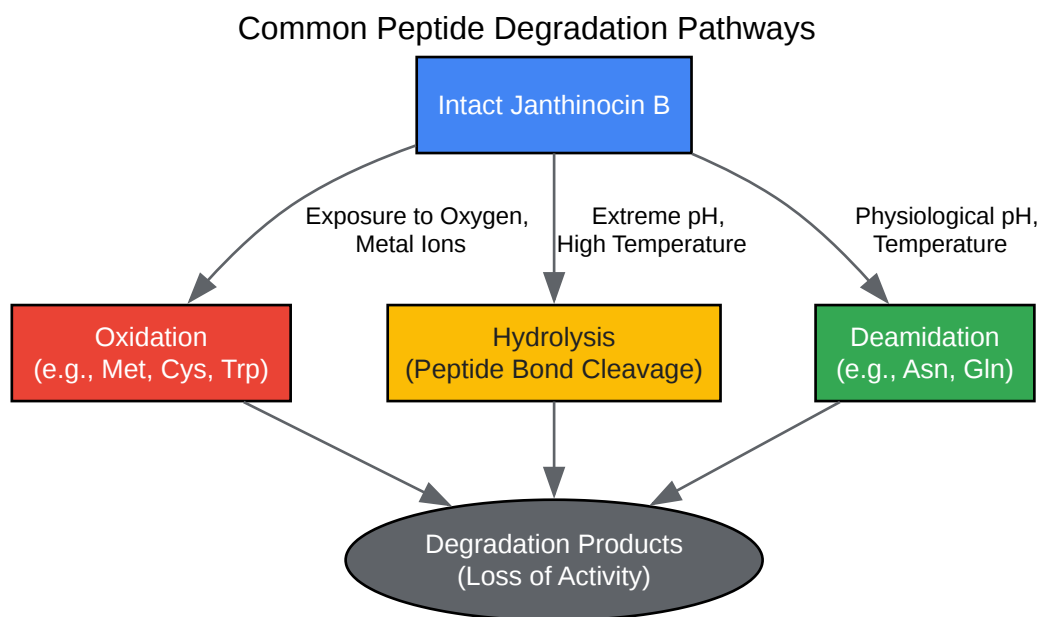 Common Peptide Degradation Pathways
Intact Janthinocin B
Exposure to Oxygen,
Metal Ions
Extreme pH,
High Temperature
Physiological pH,
Temperature
Oxidation
(e.g., Met, Cys, Trp)
Hydrolysis
(Peptide Bond Cleavage)
Deamidation
(e.g., Asn, Gln)
Degradation Products
(Loss of Activity)